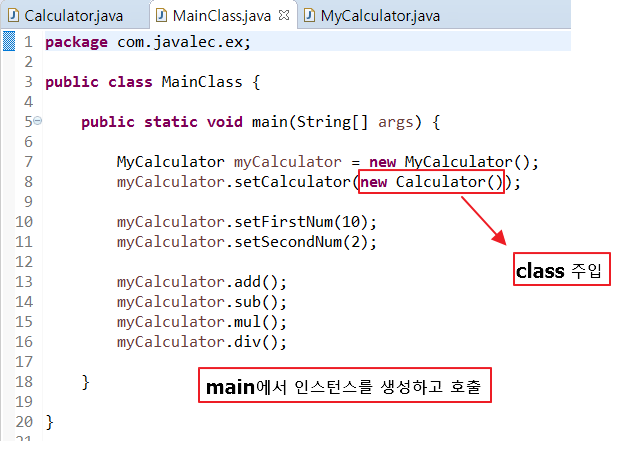 Calculator.java MainClass.java MyCalculator.java
1 package com.javalec.ex;
2
3 public class MainClass {
4
5 public static void main(String[] args) {
6
7 MyCalculator myCalculator = new MyCalculator();
8 myCalculator.setCalculator(new Calculator());
9
10 myCalculator.setFirstNum(10);
11 myCalculator.setSecondNum(2);
12
class 주입
13 myCalculator.add();
14 myCalculator.sub();
15 myCalculator.mul();
16 myCalculator.div();
17
18 }
main에서 인스턴스를 생성하고 호출
19
20 }
21